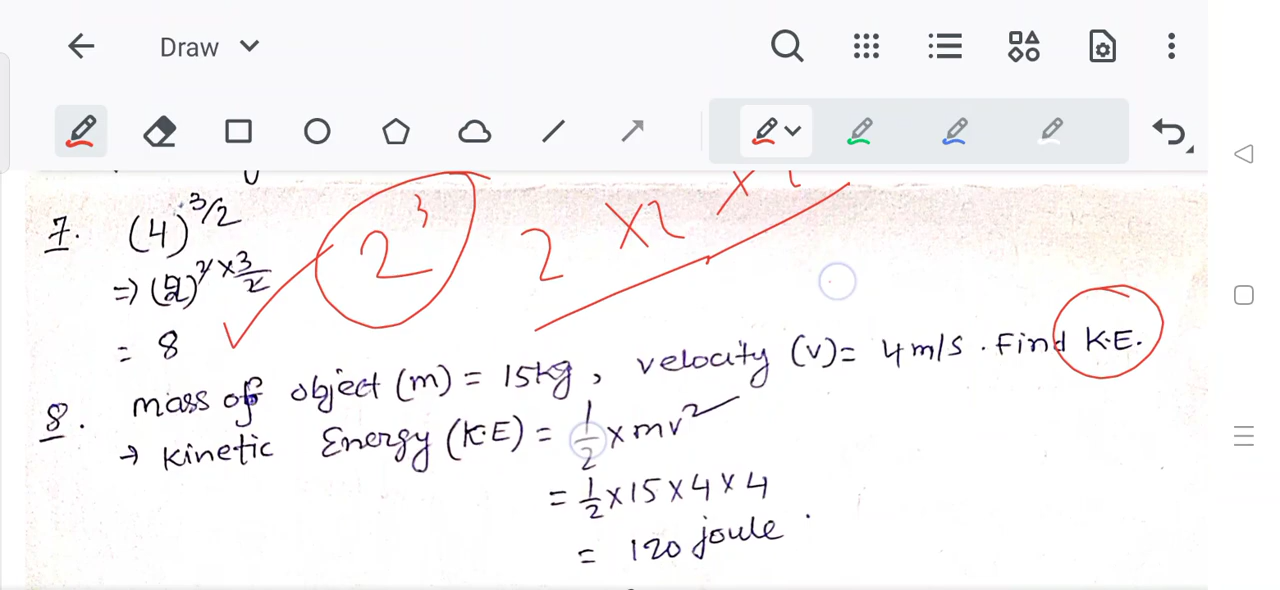 Draw
7. (4)^3/2
2^3
2 × 2 ×
=> (2)^2 × 3/2
= 8
8. mass of object (m) = 15kg, velocity (v) = 4 m/s. Find K.E.
→ Kinetic Energy (K.E) = 1/2 × mv^2
= 1/2 × 15 × 4 × 4
= 120 joule.